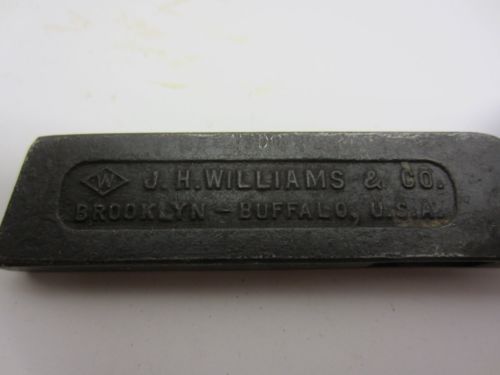 W J. H. WILLIAMS & CO.
BROOKLYN – BUFFALO, U.S.A.